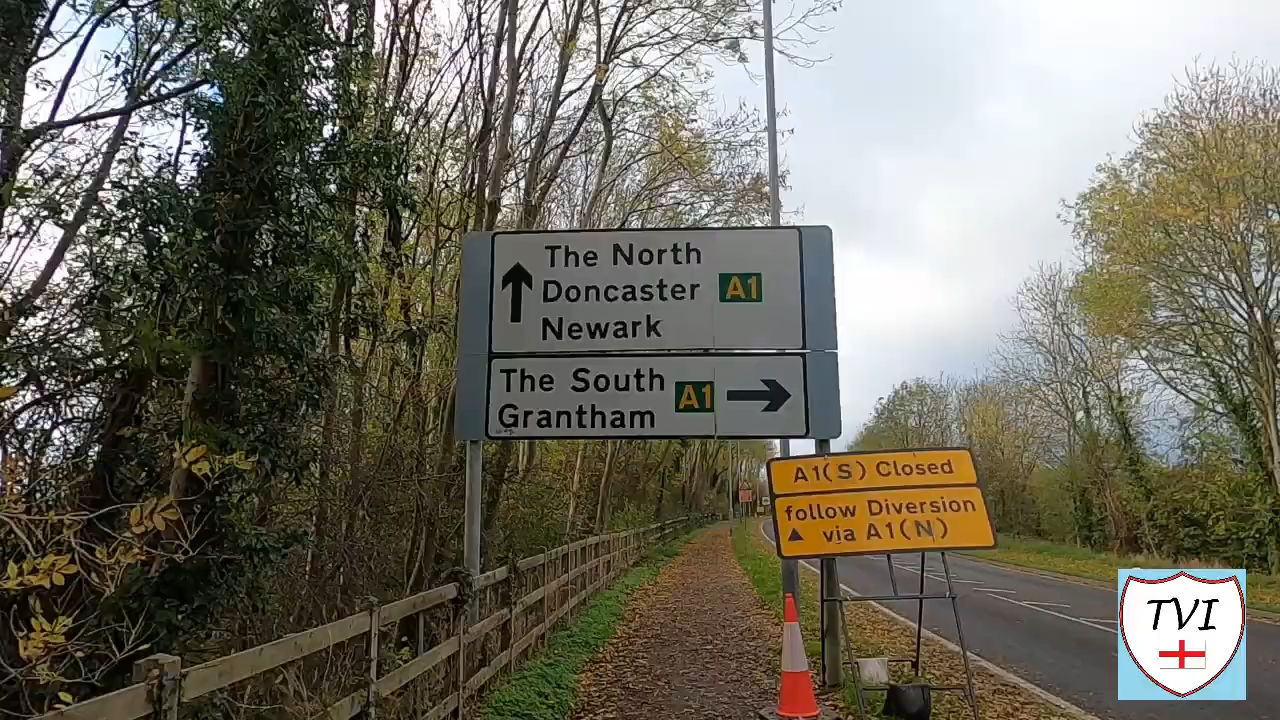 The North
Doncaster A1
Newark
The South A1
Grantham
A1(S) Closed
follow Diversion
via A1(N)
TVI